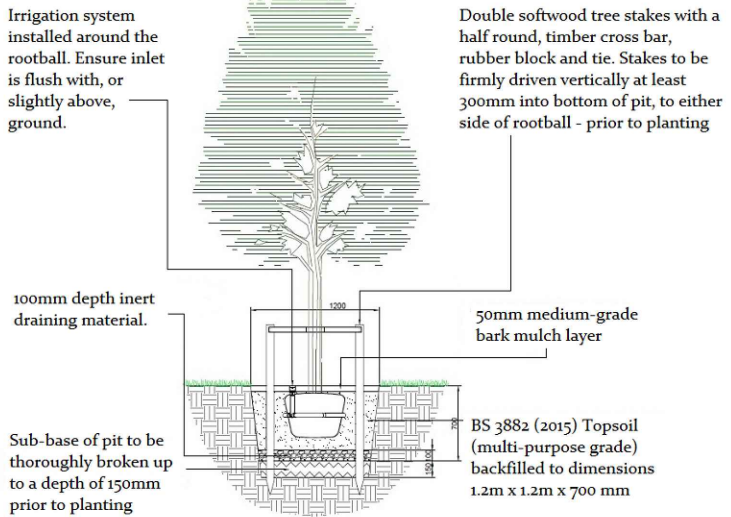 Irrigation system
installed around the
rootball. Ensure inlet
is flush with, or
slightly above,
ground.
Double softwood tree stakes with a
half round, timber cross bar,
rubber block and tie. Stakes to be
firmly driven vertically at least
300mm into bottom of pit, to either
side of rootball - prior to planting
100mm depth inert
draining material.
1200
50mm medium-grade
bark mulch layer
700
Sub-base of pit to be
thoroughly broken up
to a depth of 150mm
prior to planting
100
150
BS 3882 (2015) Topsoil
(multi-purpose grade)
backfilled to dimensions
1.2m x 1.2m x 700 mm